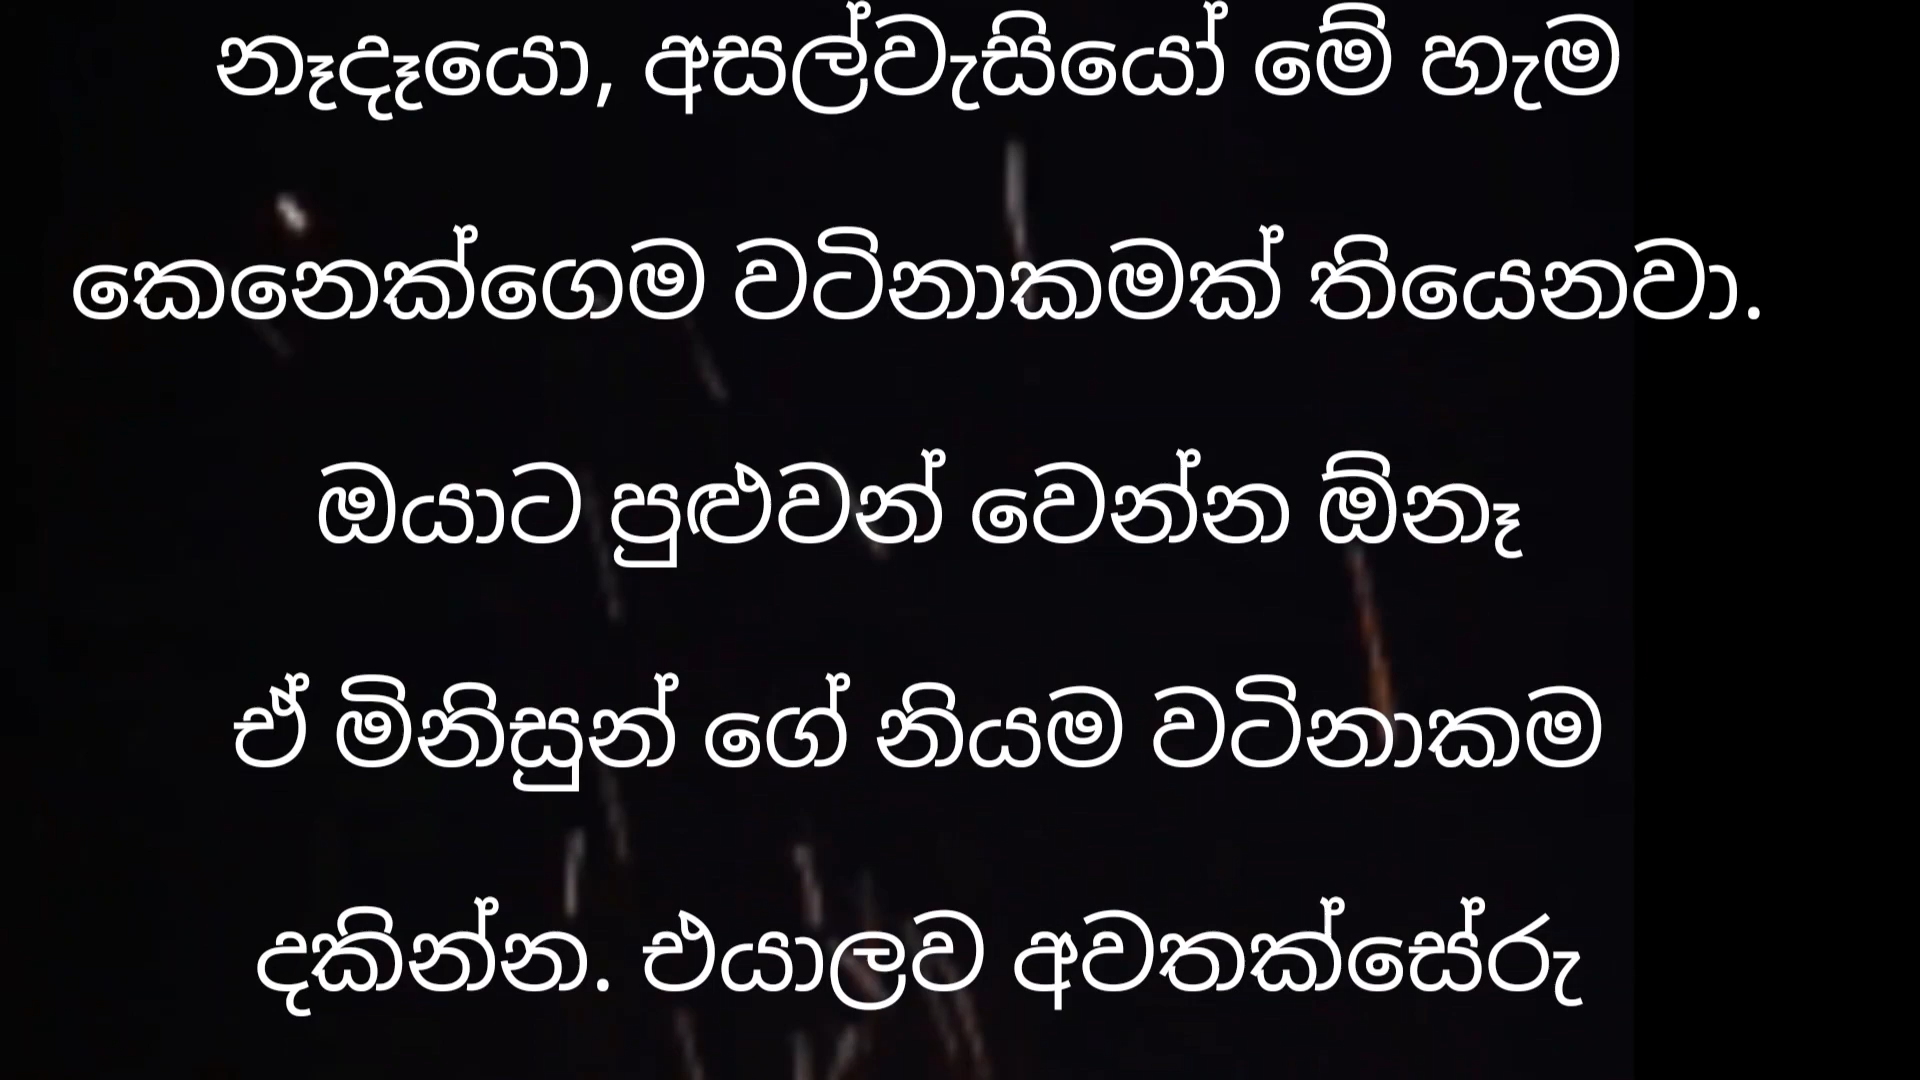 නෑදෑයො, අසල්වැසියෝ මේ හැම
කෙනෙක්ගෙම වටිනාකමක් තියෙනවා.
ඔයාට පුළුවන් වෙන්න ඕනෑ
ඒ මිනිසුන් ගේ නියම වටිනාකම
දකින්න. එයාලව අවතක්සේරු